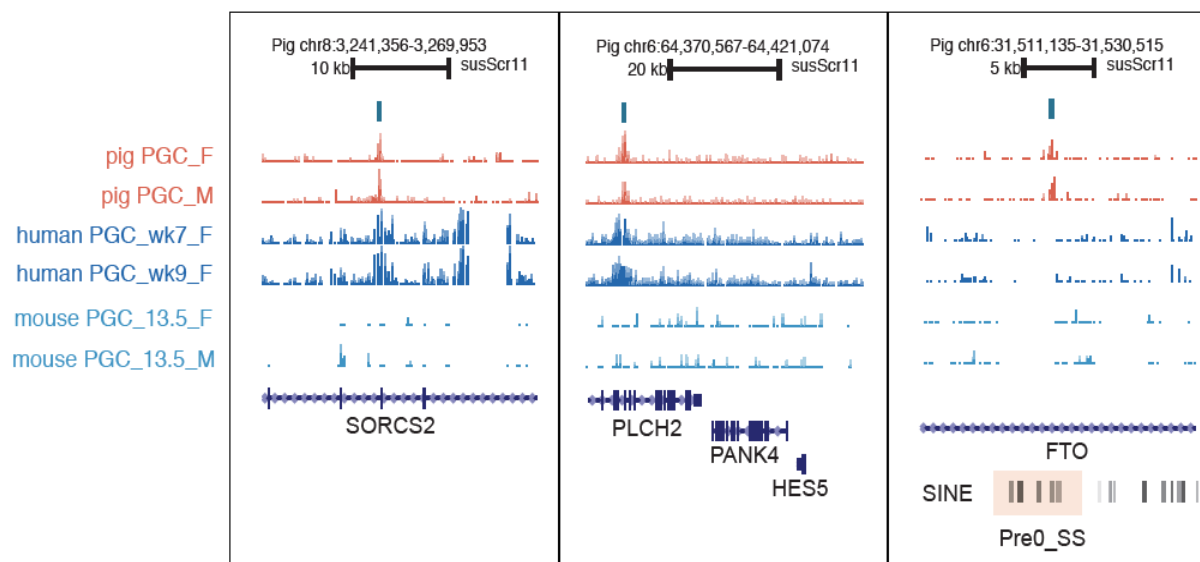 Pig chr8:3,241,356-3,269,953
10 kb susScr11
Pig chr6:64,370,567-64,421,074
20 kb susScr11
Pig chr6:31,511,135-31,530,515
5 kb susScr11
pig PGC_F
pig PGC_M
human PGC_wk7_F
human PGC_wk9_F
mouse PGC_13.5_F
mouse PGC_13.5_M
SORCS2
PLCH2
PANK4
HES5
FTO
SINE
Pre0_SS